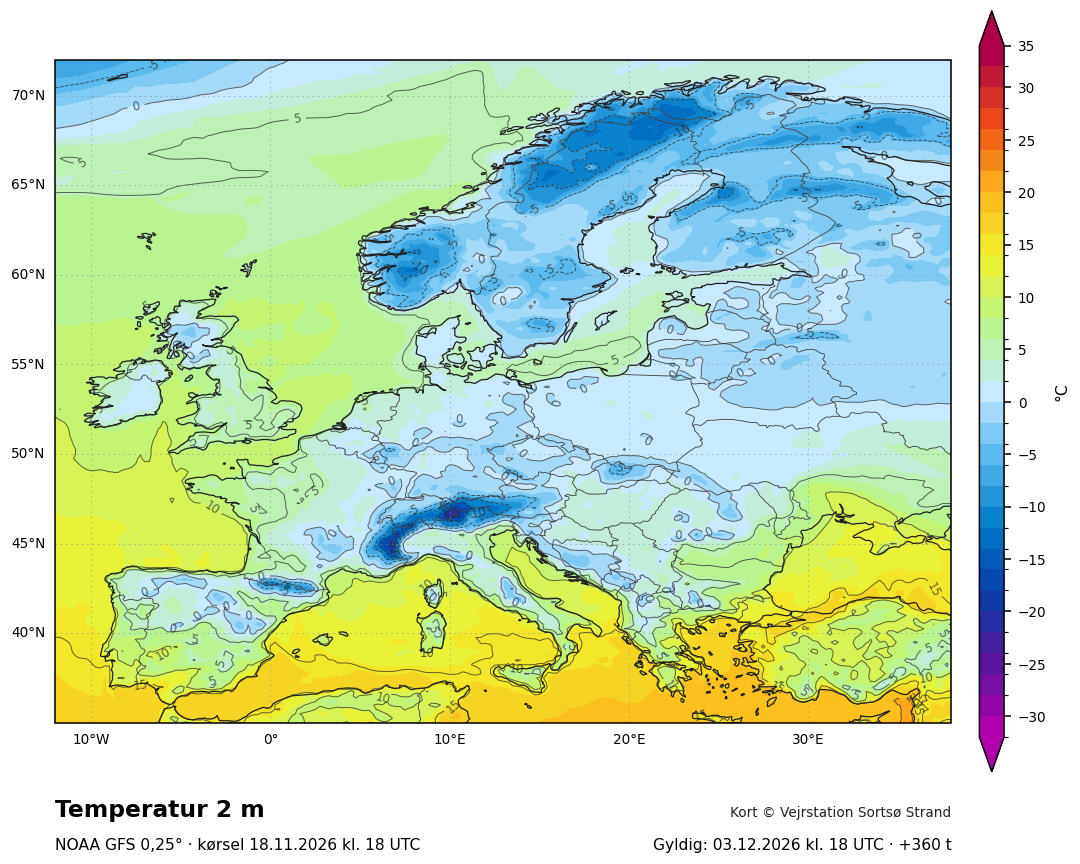 70°N
65°N
60°N
55°N
50°N
45°N
40°N
10°W
0°
10°E
20°E
30°E
35
30
25
20
15
10
5
0
−5
−10
−15
−20
−25
−30
°C
Temperatur 2 m
Kort © Vejrstation Sortsø Strand
NOAA GFS 0,25° · kørsel 18.11.2026 kl. 18 UTC
Gyldig: 03.12.2026 kl. 18 UTC · +360 t